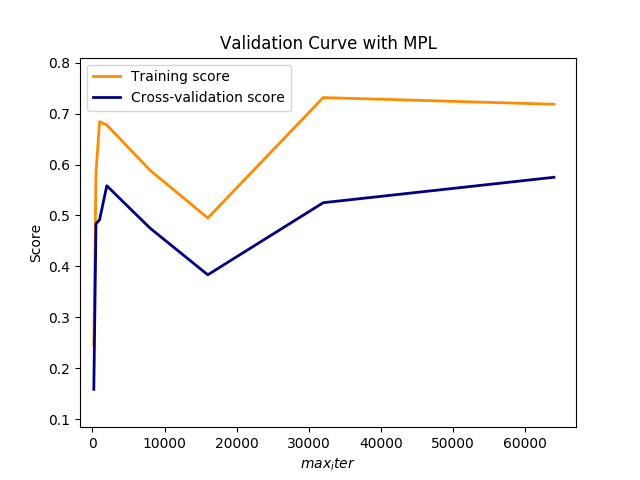 Validation Curve with MPL
Training score
Cross-validation score
0.8
0.7
0.6
0.5
0.4
0.3
0.2
0.1
Score
0 10000 20000 30000 40000 50000 60000
maxᵢter